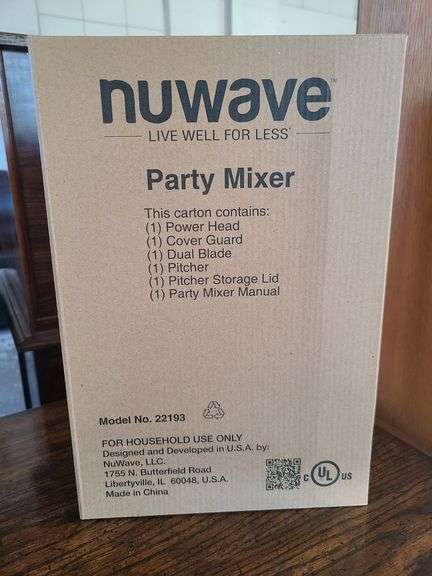 nuwave™
LIVE WELL FOR LESS®
Party Mixer
This carton contains:
(1) Power Head
(1) Cover Guard
(1) Dual Blade
(1) Pitcher
(1) Pitcher Storage Lid
(1) Party Mixer Manual
Model No. 22193
FOR HOUSEHOLD USE ONLY
Designed and Developed in U.S.A. by:
NuWave, LLC.
1755 N. Butterfield Road
Libertyville, IL 60048, U.S.A.
Made in China
C UL US